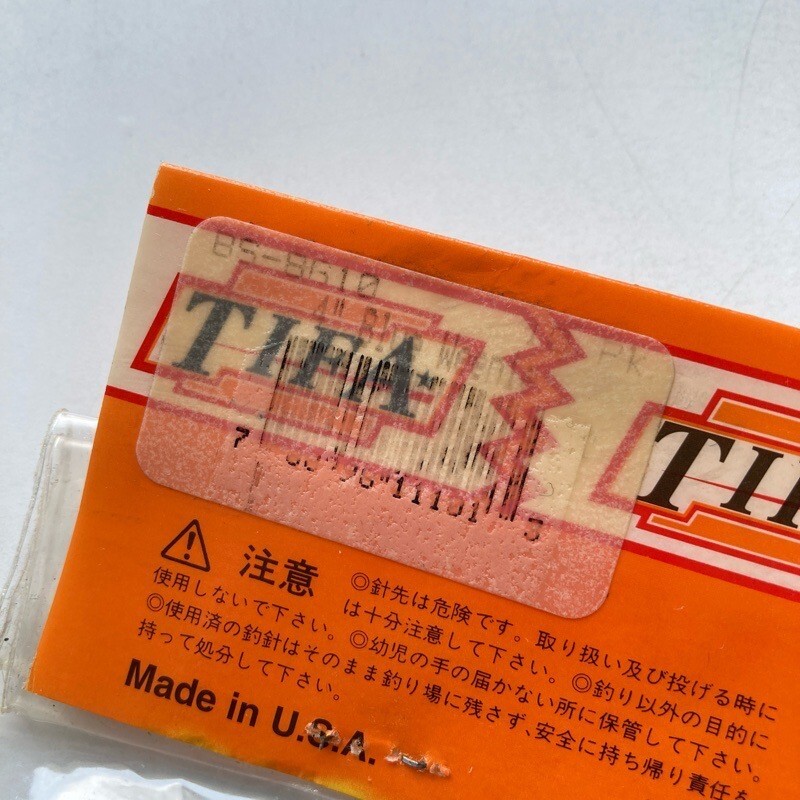 BS-BG10
4"
PK
TIFA
TI
7
3
注意
◎針先は危険です。取り扱い及び投げる時に
は十分注意して下さい。◎釣り以外の目的に
使用しないで下さい。◎幼児の手の届かない所に保管して下さい。
◎使用済の釣針はそのまま釣り場に残さず、安全に持ち帰り責任を
持って処分して下さい。
Made in U.S.A.